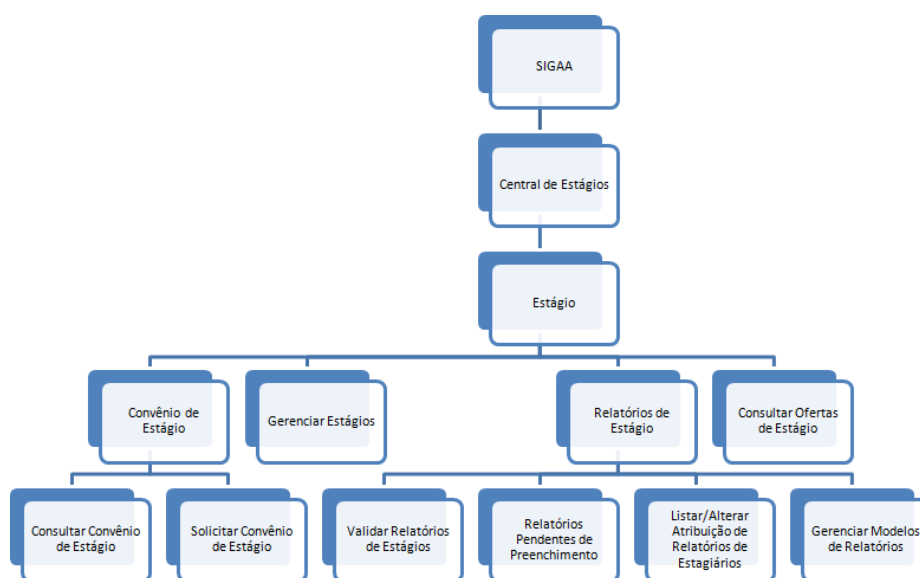 SIGAA
Central de Estágios
Estágio
Convênio de
Estágio
Gerenciar Estágios
Relatórios de
Estágio
Consultar Ofertas
de Estágio
Consultar Convênio
de Estágio
Solicitar Convênio
de Estágio
Validar Relatórios
de Estágios
Relatórios
Pendentes de
Preenchimento
Listar/Alterar
Atribuição de
Relatórios de
Estagiários
Gerenciar Modelos
de Relatórios